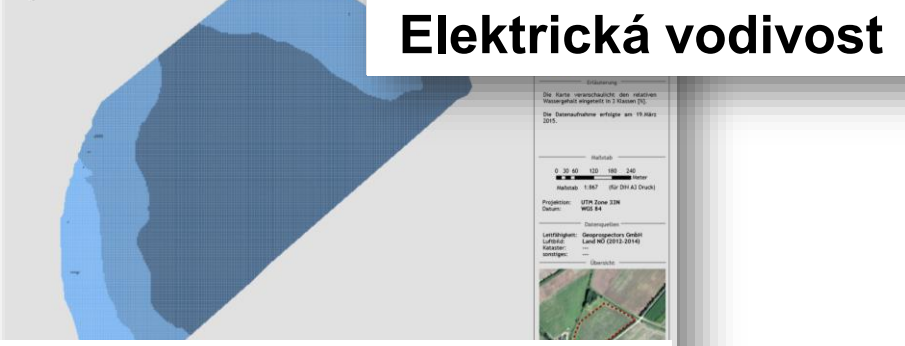 Elektrická vodivost
Erläuterung
Die Karte veranschaulicht den relativen
Wassergehalt eingeteilt in 3 Klassen [%].
Die Datenaufnahme erfolgte am 19.März
2015.
Maßstab
0 30 60 120 180 240
Meter
Maßstab 1:867 (für DIN A3 Druck)
Projektion: UTM Zone 33N
Datum: WGS 84
Datenquellen
Leitfähigkeit: Geoprospectors GmbH
Luftbild: Land NÖ (2013-2014)
Kataster: ---
sonstiges: ---
Übersicht